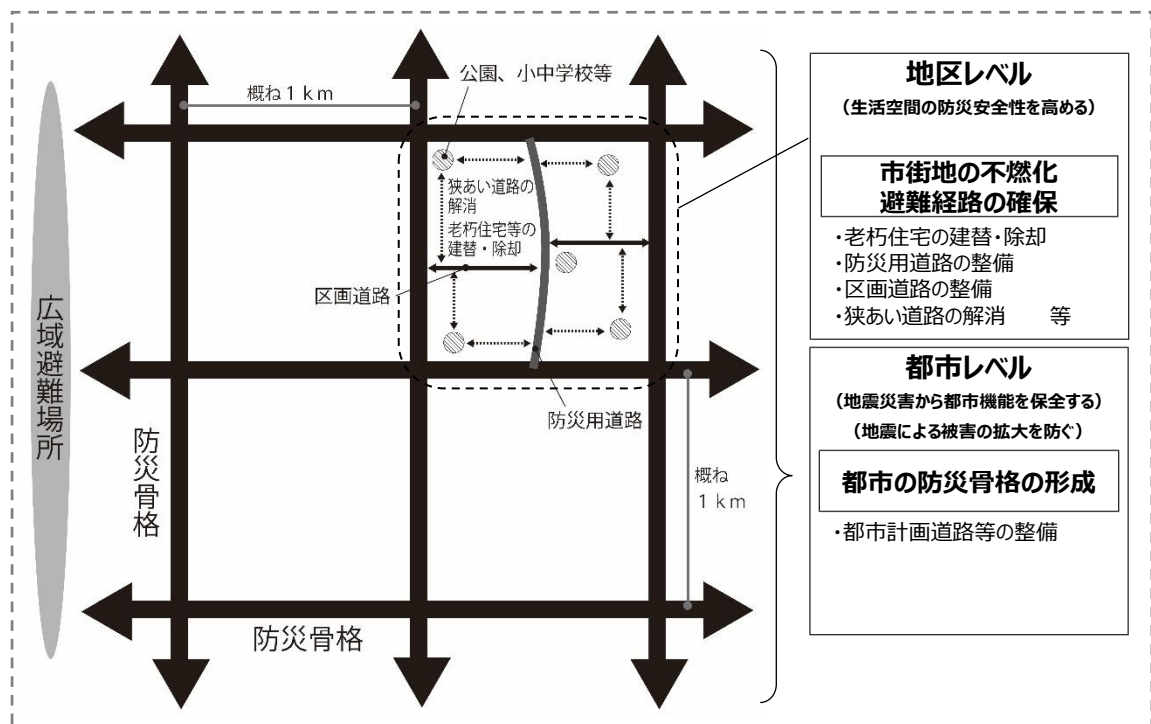 公園、小中学校等
概ね1km
狭あい道路の
解消
老朽住宅等の
建替・除却
区画道路
防災用道路
広域避難場所
防災骨格
防災骨格
概ね
1km
地区レベル
（生活空間の防災安全性を高める）
市街地の不燃化
避難経路の確保
・老朽住宅の建替・除却
・防災用道路の整備
・区画道路の整備
・狭あい道路の解消　　等
都市レベル
（地震災害から都市機能を保全する）
（地震による被害の拡大を防ぐ）
都市の防災骨格の形成
・都市計画道路等の整備